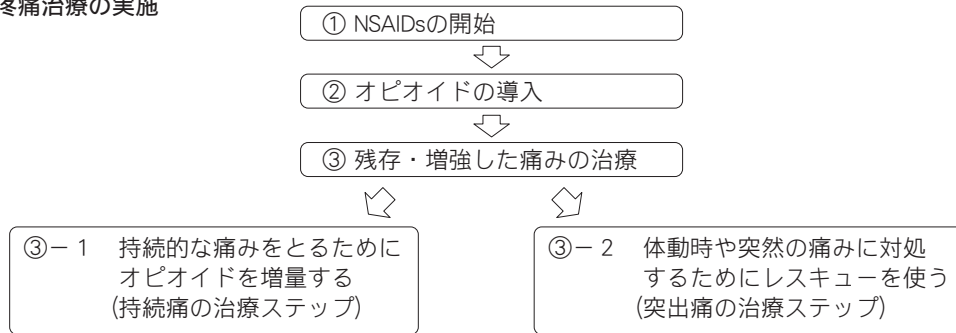 疼痛治療の実施
① NSAIDsの開始
② オピオイドの導入
③ 残存・増強した痛みの治療
③－1 持続的な痛みをとるために
オピオイドを増量する
(持続痛の治療ステップ)
③－2 体動時や突然の痛みに対処
するためにレスキューを使う
(突出痛の治療ステップ)